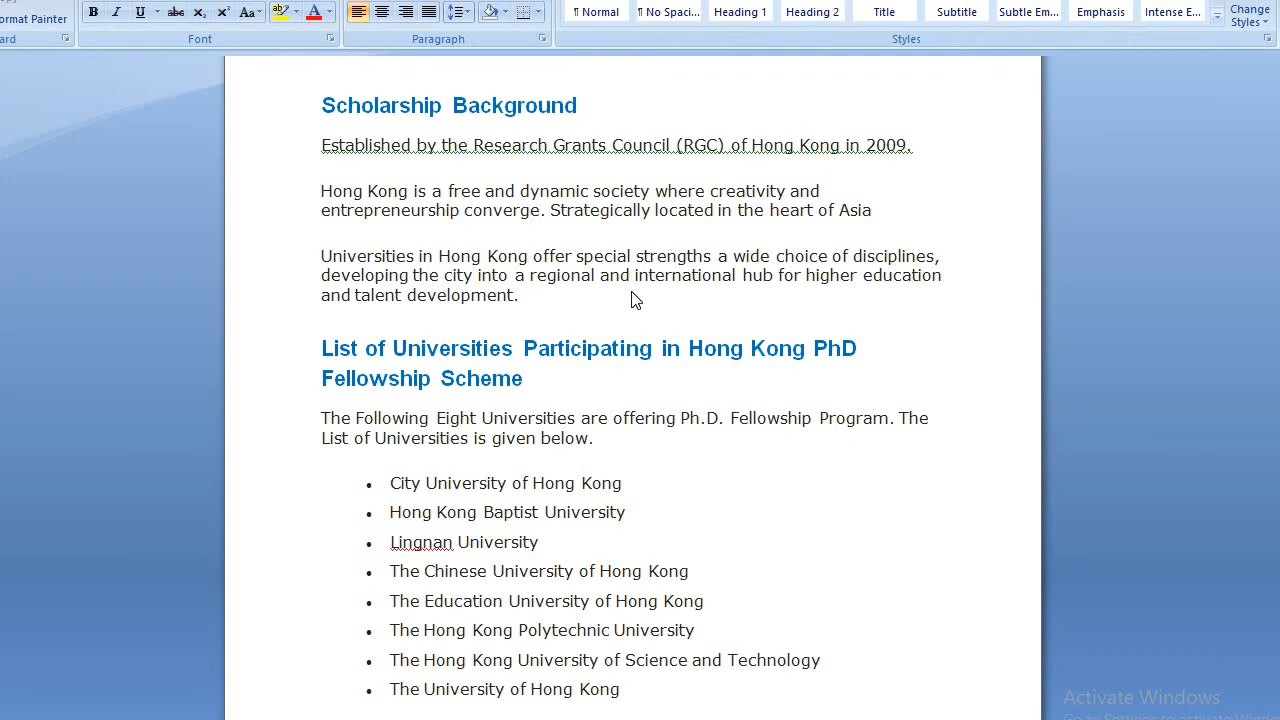 ormat Painter
B I U abc x₂ x² Aa ab A
¶ Normal ¶ No Spaci... Heading 1 Heading 2 Title Subtitle Subtle Em... Emphasis Intense E... Change
Styles
ard Font Paragraph Styles
Scholarship Background
Established by the Research Grants Council (RGC) of Hong Kong in 2009.
Hong Kong is a free and dynamic society where creativity and
entrepreneurship converge. Strategically located in the heart of Asia
Universities in Hong Kong offer special strengths a wide choice of disciplines,
developing the city into a regional and international hub for higher education
and talent development.
List of Universities Participating in Hong Kong PhD
Fellowship Scheme
The Following Eight Universities are offering Ph.D. Fellowship Program. The
List of Universities is given below.
• City University of Hong Kong
• Hong Kong Baptist University
• Lingnan University
• The Chinese University of Hong Kong
• The Education University of Hong Kong
• The Hong Kong Polytechnic University
• The Hong Kong University of Science and Technology
• The University of Hong Kong
Activate Windows